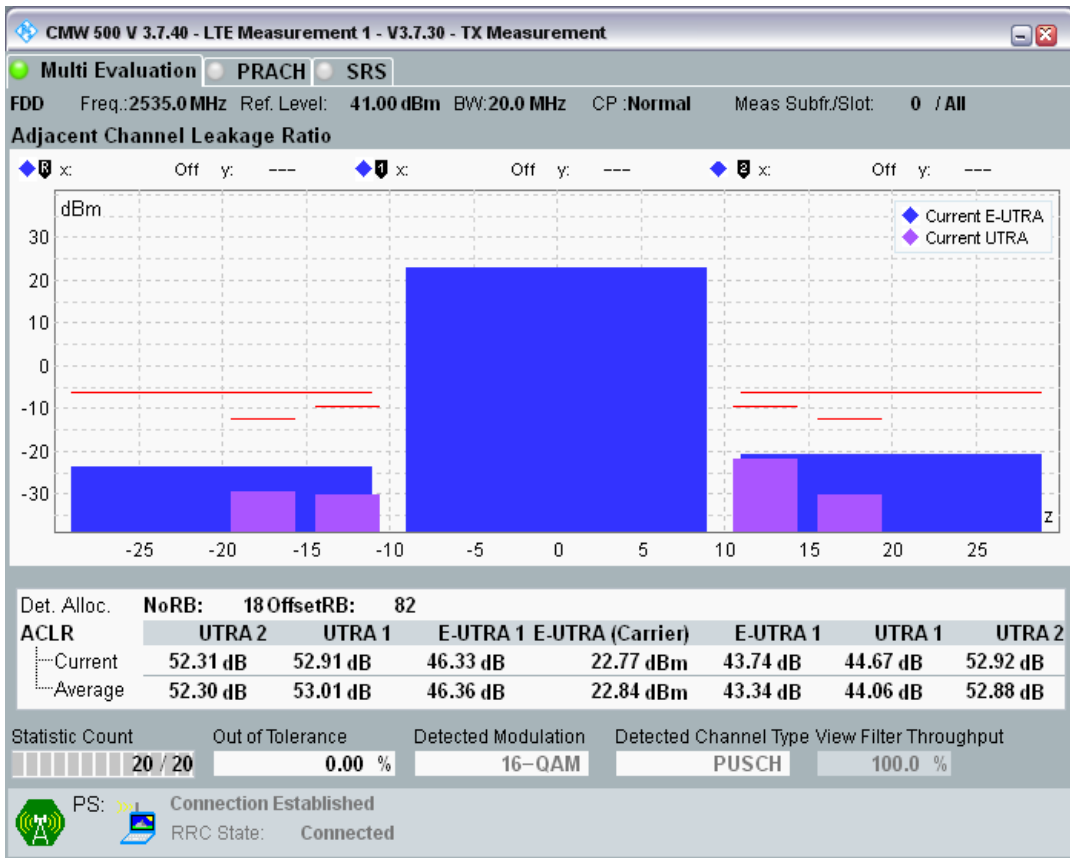 CMW 500 V 3.7.40 - LTE Measurement 1 - V3.7.30 - TX Measurement
Multi Evaluation PRACH SRS
FDD Freq.:2535.0 MHz Ref. Level: 41.00 dBm BW:20.0 MHz CP :Normal Meas Subfr./Slot: 0 / All
Adjacent Channel Leakage Ratio
R x: Off y: --- 1 x: Off y: --- 2 x: Off y: ---
dBm
Current E-UTRA
Current UTRA
30
20
10
0
-10
-20
-30
z
-25 -20 -15 -10 -5 0 5 10 15 20 25
Det. Alloc. NoRB: 18 OffsetRB: 82
ACLR UTRA 2 UTRA 1 E-UTRA 1 E-UTRA (Carrier) E-UTRA 1 UTRA 1 UTRA 2
Current 52.31 dB 52.91 dB 46.33 dB 22.77 dBm 43.74 dB 44.67 dB 52.92 dB
Average 52.30 dB 53.01 dB 46.36 dB 22.84 dBm 43.34 dB 44.06 dB 52.88 dB
Statistic Count Out of Tolerance Detected Modulation Detected Channel Type View Filter Throughput
20 / 20 0.00 % 16-QAM PUSCH 100.0 %
PS: Connection Established
RRC State: Connected